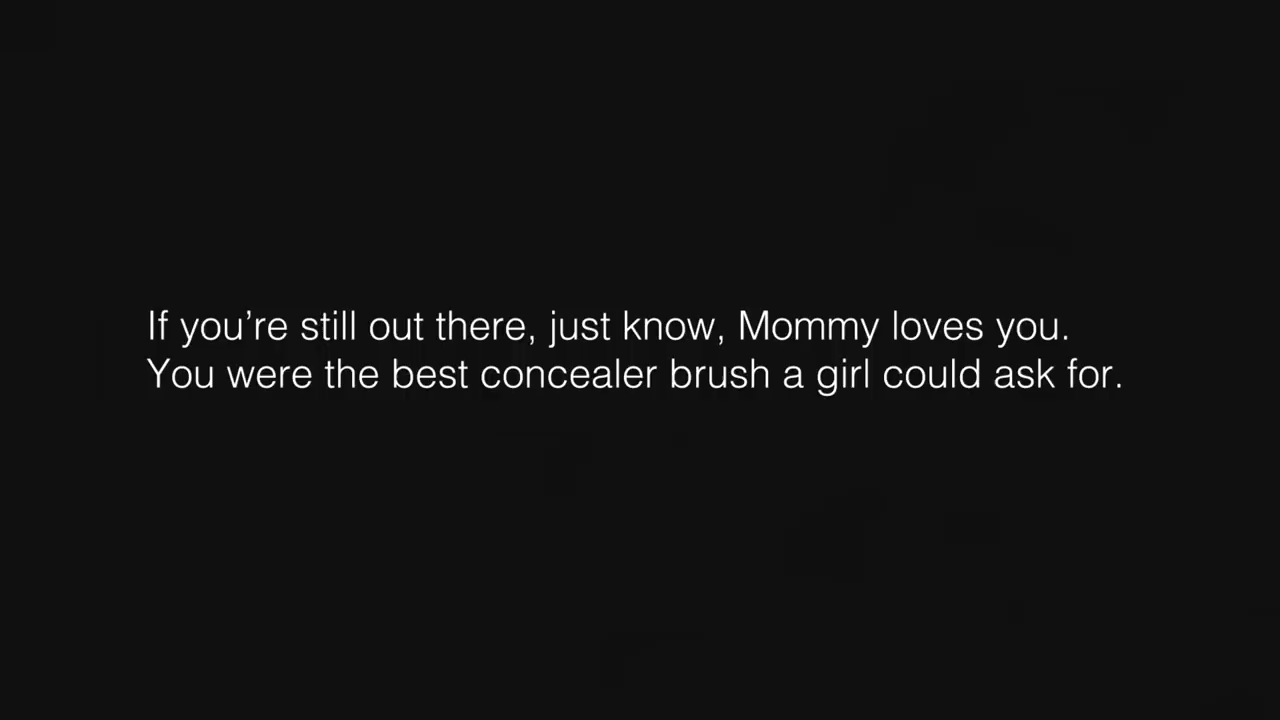 If you’re still out there, just know, Mommy loves you.
You were the best concealer brush a girl could ask for.